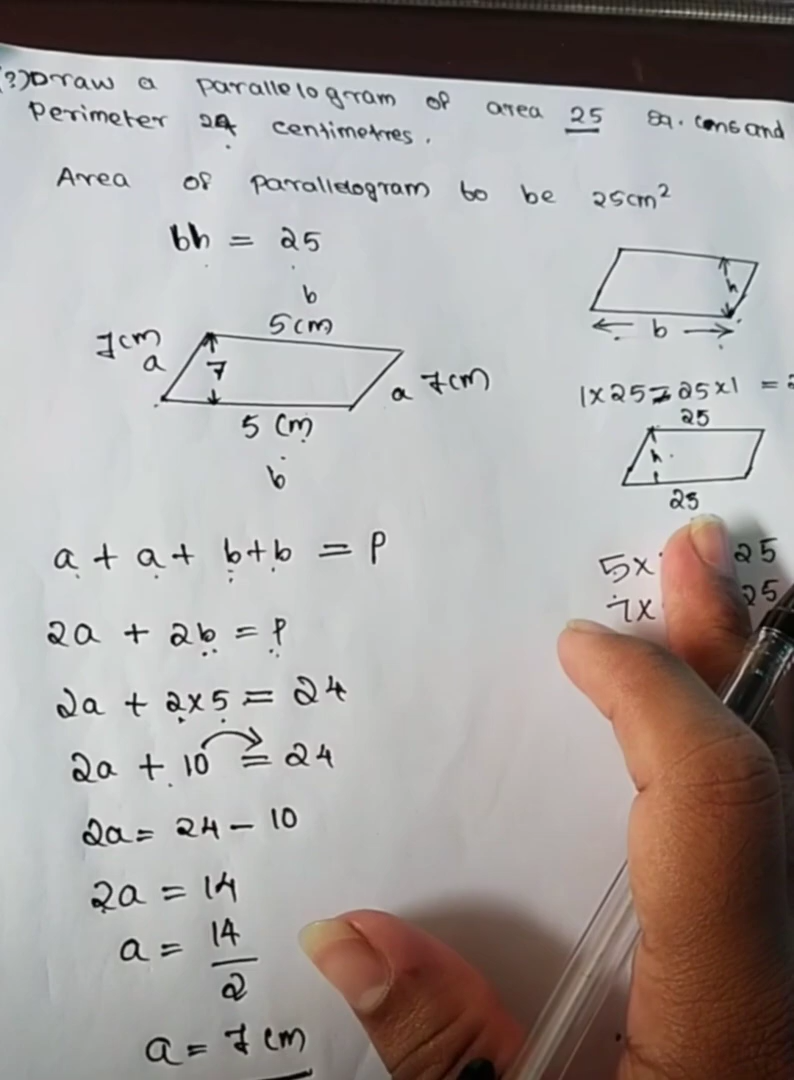 ?) Draw a parallelogram of area 25 sq. cms and
Perimeter 24 centimetres.
Area of parallelogram to be 25cm²
bh = 25
b
5cm
7cm
a
7
a 7cm
5 cm
b
h
b
1x25=25x1 =
25
h
25
5x 25
7x 25
a + a + b+b = P
2a + 2b = P
2a + 2x5 = 24
2a + 10 = 24
2a = 24 - 10
2a = 14
a = 14
2
a = 7 cm